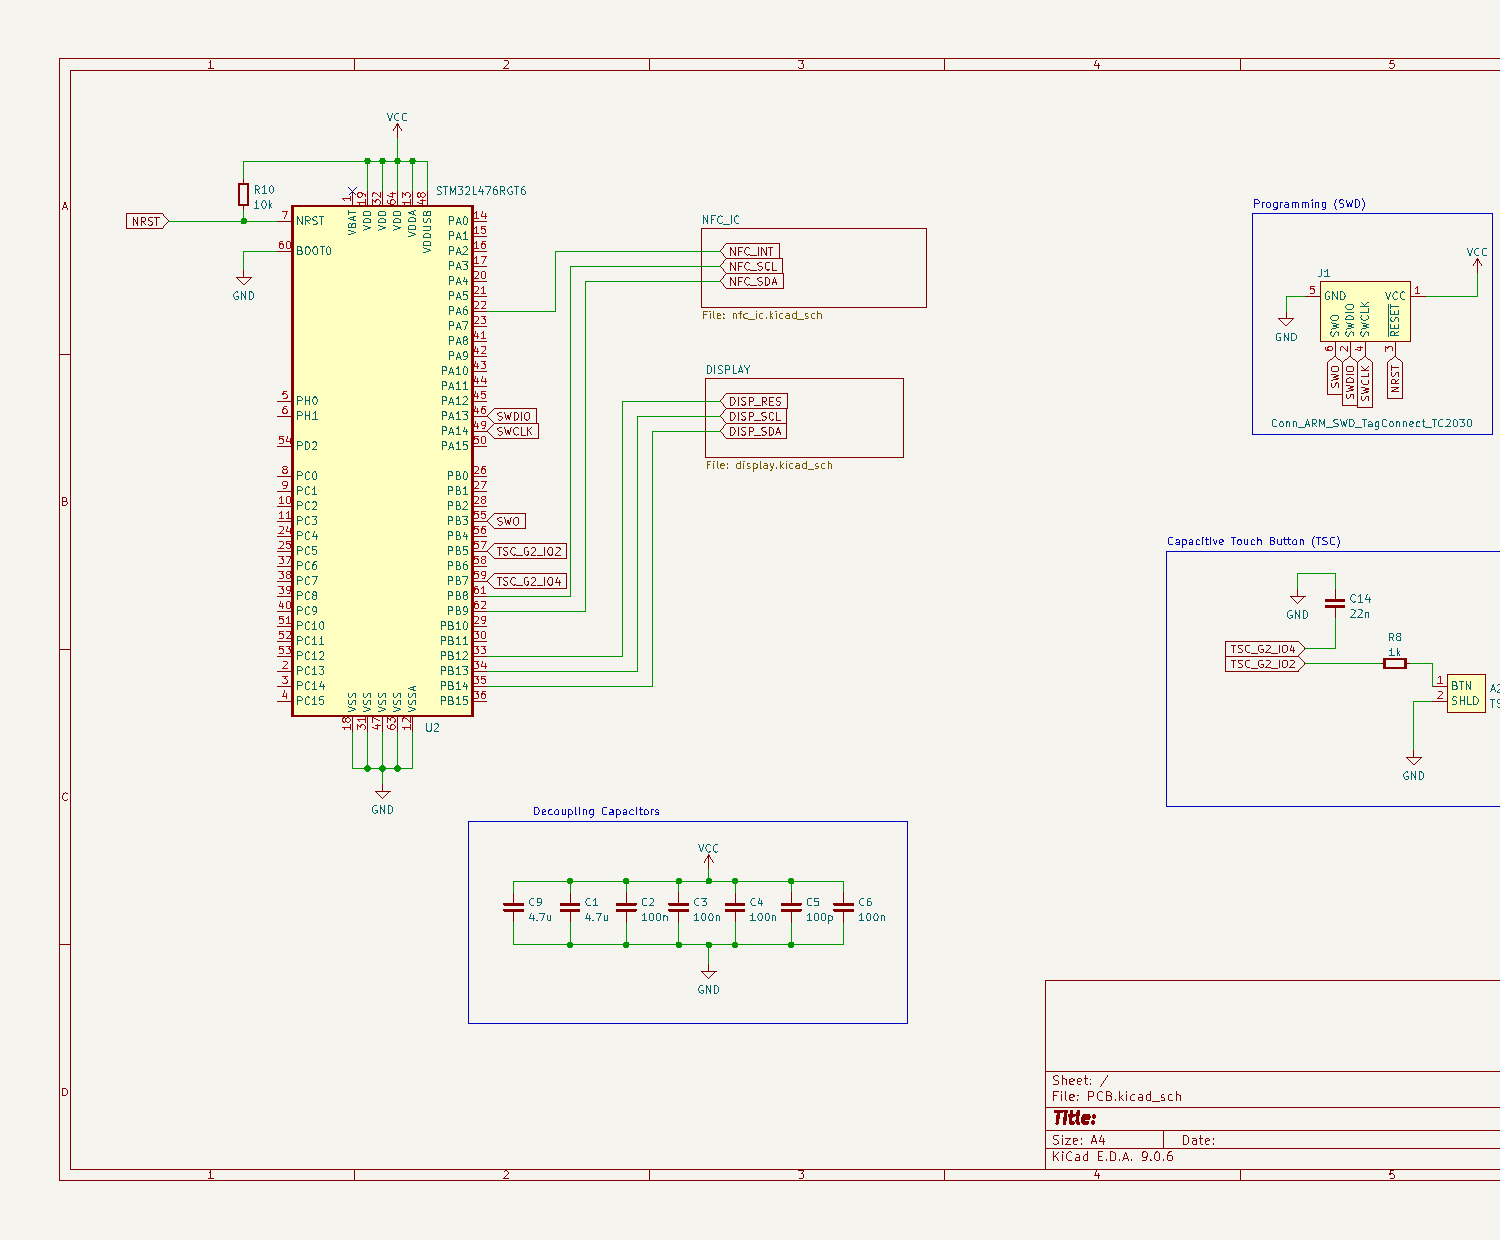 1 2 3 4 5
A
B
C
D
VCC
STM32L476RGT6
R10
10k
NRST
GND
1 19 32 64 13 48
VBAT VDD VDD VDD VDDA VDDUSB
7 NRST
60 BOOT0
5 PH0
6 PH1
54 PD2
8 PC0
9 PC1
10 PC2
11 PC3
24 PC4
25 PC5
37 PC6
38 PC7
39 PC8
40 PC9
51 PC10
52 PC11
53 PC12
2 PC13
3 PC14
4 PC15
PA0 14
PA1 15
PA2 16
PA3 17
PA4 20
PA5 21
PA6 22
PA7 23
PA8 41
PA9 42
PA10 43
PA11 44
PA12 45
PA13 46 SWDIO
PA14 49 SWCLK
PA15 50
PB0 26
PB1 27
PB2 28
PB3 55 SWO
PB4 56
PB5 57 TSC_G2_IO2
PB6 58
PB7 59 TSC_G2_IO4
PB8 61
PB9 62
PB10 29
PB11 30
PB12 33
PB13 34
PB14 35
PB15 36
VSS VSS VSS VSS VSSA
18 31 47 63 12
U2
GND
NFC_IC
NFC_INT
NFC_SCL
NFC_SDA
File: nfc_ic.kicad_sch
DISPLAY
DISP_RES
DISP_SCL
DISP_SDA
File: display.kicad_sch
Programming (SWD)
VCC
J1
5 GND VCC 1
SWO SWDIO SWCLK RESET
6 2 4 3
SWO SWDIO SWCLK NRST
GND
Conn_ARM_SWD_TagConnect_TC2030
Capacitive Touch Button (TSC)
C14
22n
GND
R8
1k
TSC_G2_IO4
TSC_G2_IO2
1 BTN
2 SHLD
GND
Decoupling Capacitors
VCC
C9 C1 C2 C3 C4 C5 C6
4.7u 4.7u 100n 100n 100n 100p 100n
GND
Sheet: /
File: PCB.kicad_sch
Title:
Size: A4 Date:
KiCad E.D.A. 9.0.6
1 2 3 4 5